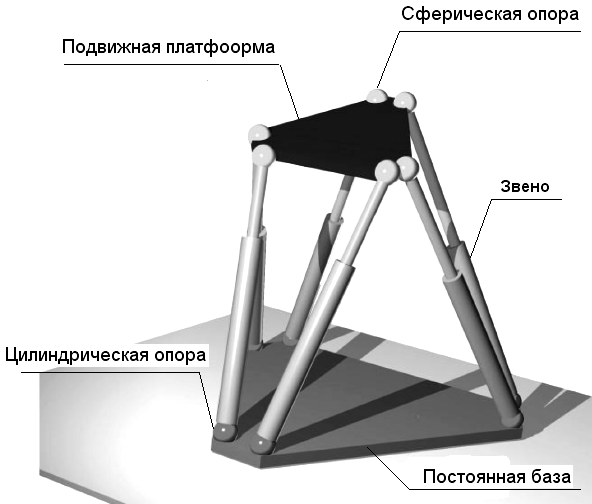 Сферическая опора
Подвижная платфоорма
Звено
Цилиндрическая опора
Постоянная база